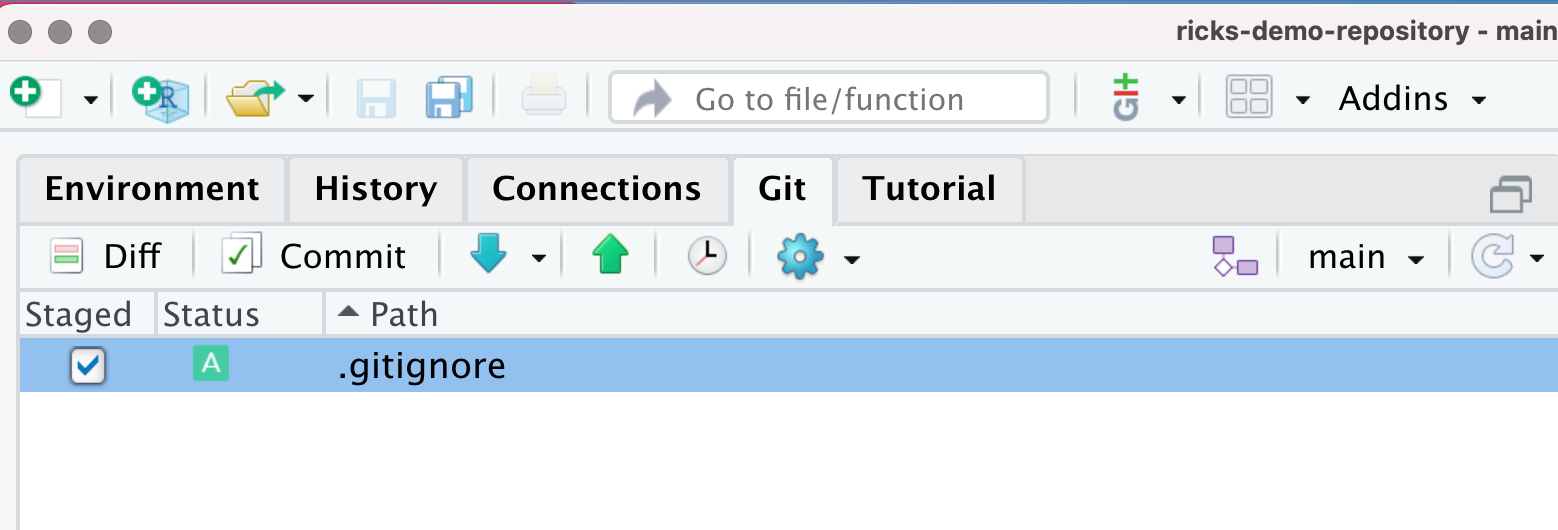 ricks-demo-repository - main
R Go to file/function Git Addins
Environment History Connections Git Tutorial
Diff Commit main
Staged Status Path
A .gitignore